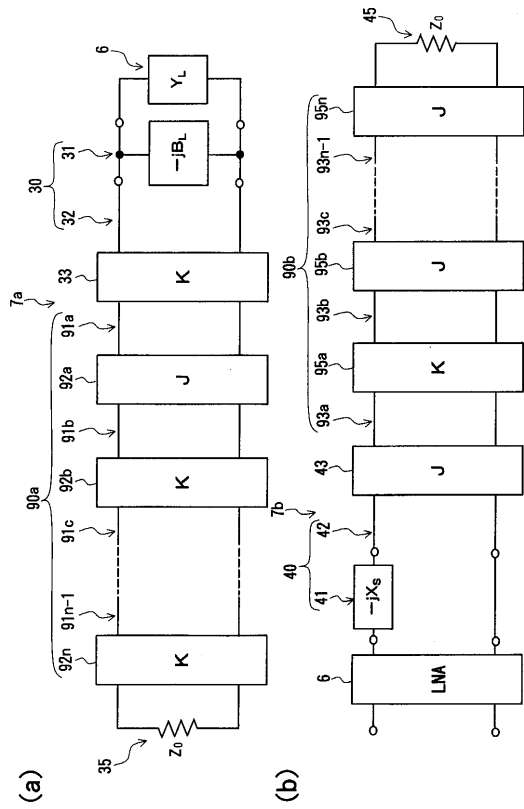 (a)
7a
90a
30
92n
91n-1
91c
92b
91b
92a
91a
33
32
31
6
35
Z0
K
K
J
K
-jBL
YL
(b)
7b
40
90b
6
41
42
43
93a
95a
93b
95b
93c
93n-1
95n
45
LNA
-jXs
J
K
J
J
Z0